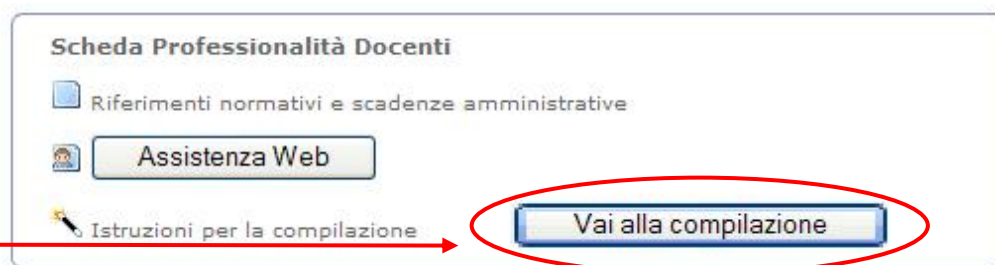 Scheda Professionalità Docenti
Riferimenti normativi e scadenze amministrative
Assistenza Web
Istruzioni per la compilazione Vai alla compilazione